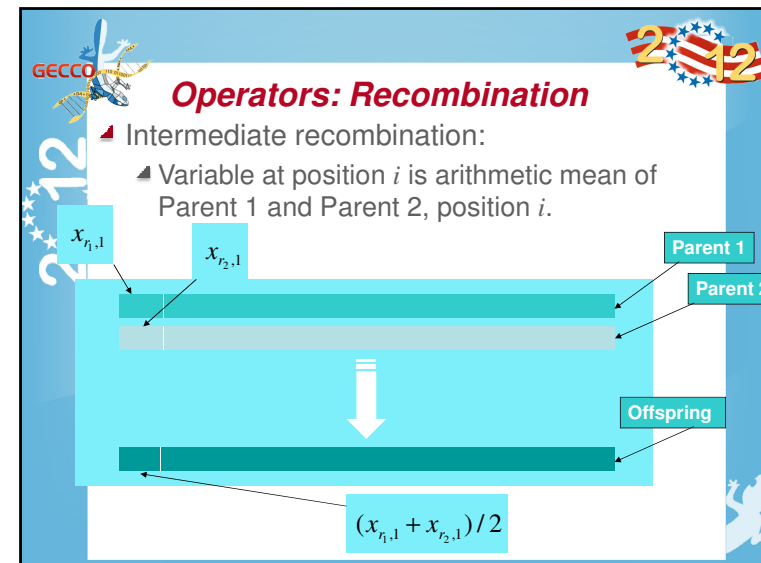 GECCO
2012
2012
Operators: Recombination
Intermediate recombination:
Variable at position i is arithmetic mean of
Parent 1 and Parent 2, position i.
x_{r_1,1}
x_{r_2,1}
Parent 1
Parent 2
Offspring
(x_{r_1,1} + x_{r_2,1}) / 2